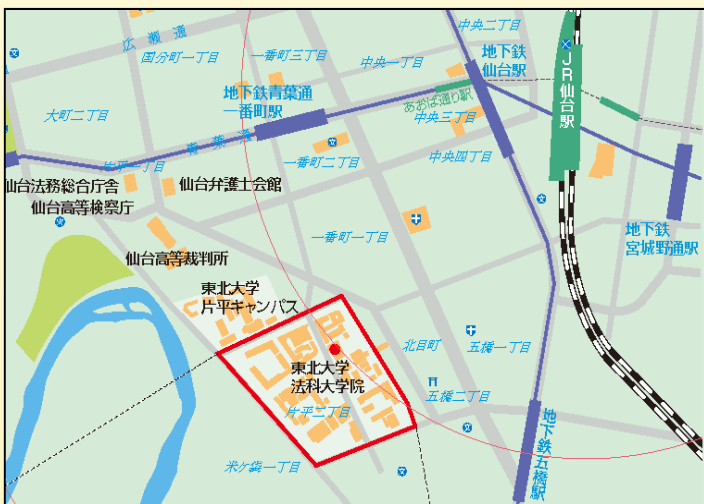 広瀬通
国分町一丁目
一番町三丁目
中央一丁目
中央二丁目
地下鉄
仙台駅
JR仙台駅
大町二丁目
地下鉄青葉通
一番町駅
あおば通り駅
中央三丁目
青葉通
片平一丁目
一番町二丁目
中央四丁目
仙台法務総合庁舎
仙台弁護士会館
仙台高等検察庁
一番町一丁目
地下鉄
宮城野通駅
仙台高等裁判所
東北大学
片平キャンパス
北目町
五橋一丁目
東北大学
法科大学院
片平二丁目
五橋二丁目
地下鉄五橋駅
米ケ袋一丁目